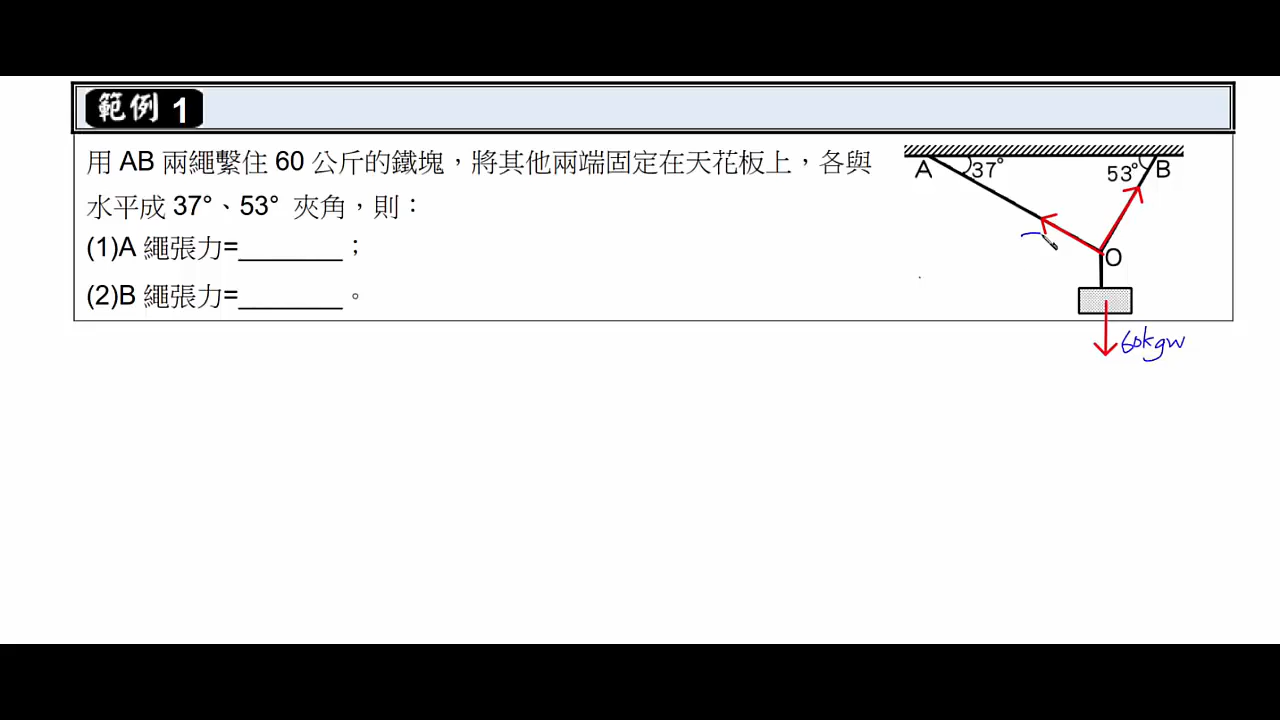 範例 1
用 AB 兩繩繫住 60 公斤的鐵塊，將其他兩端固定在天花板上，各與
水平成 37°、53° 夾角，則：
(1)A 繩張力=_______；
(2)B 繩張力=_______。
A 37° 53° B
O
60kgw